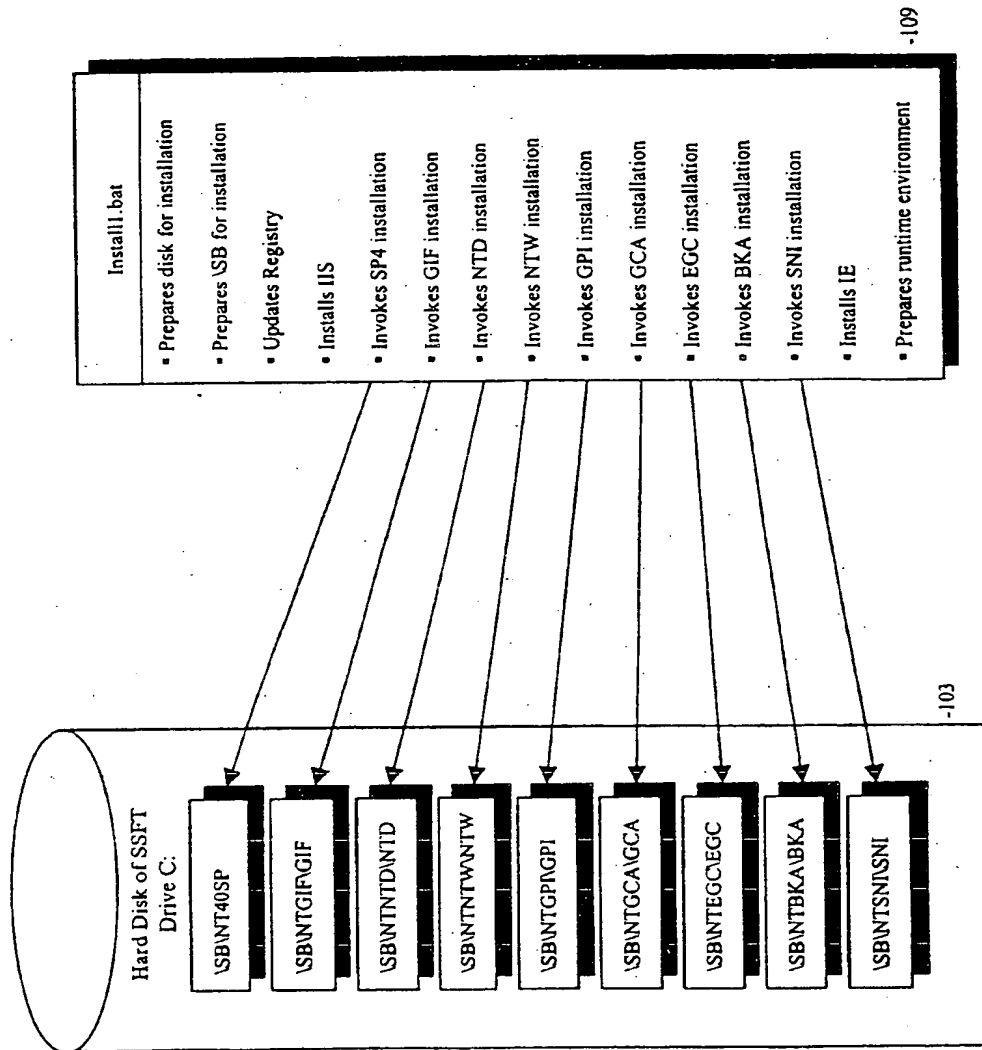 Install1.bat
▪ Prepares disk for installation
▪ Prepares \SB for installation
▪ Updates Registry
▪ Installs IIS
▪ Invokes SP4 installation
▪ Invokes GIF installation
▪ Invokes NTD installation
▪ Invokes NTW installation
▪ Invokes GPI installation
▪ Invokes GCA installation
▪ Invokes EGC installation
▪ Invokes BKA installation
▪ Invokes SNI installation
▪ Installs IE
▪ Prepares runtime environment
-109
Hard Disk of SSFT
Drive C:
\SB\NT40SP
\SB\NTGIF\GIF
\SB\NTNTD\NTD
\SB\NTNTW\NTW
\SB\NTGPI\GPI
\SB\NTGCA\GCA
\SB\NTEGC\EGC
\SB\NTBKA\BKA
\SB\NTSNI\SNI
-103